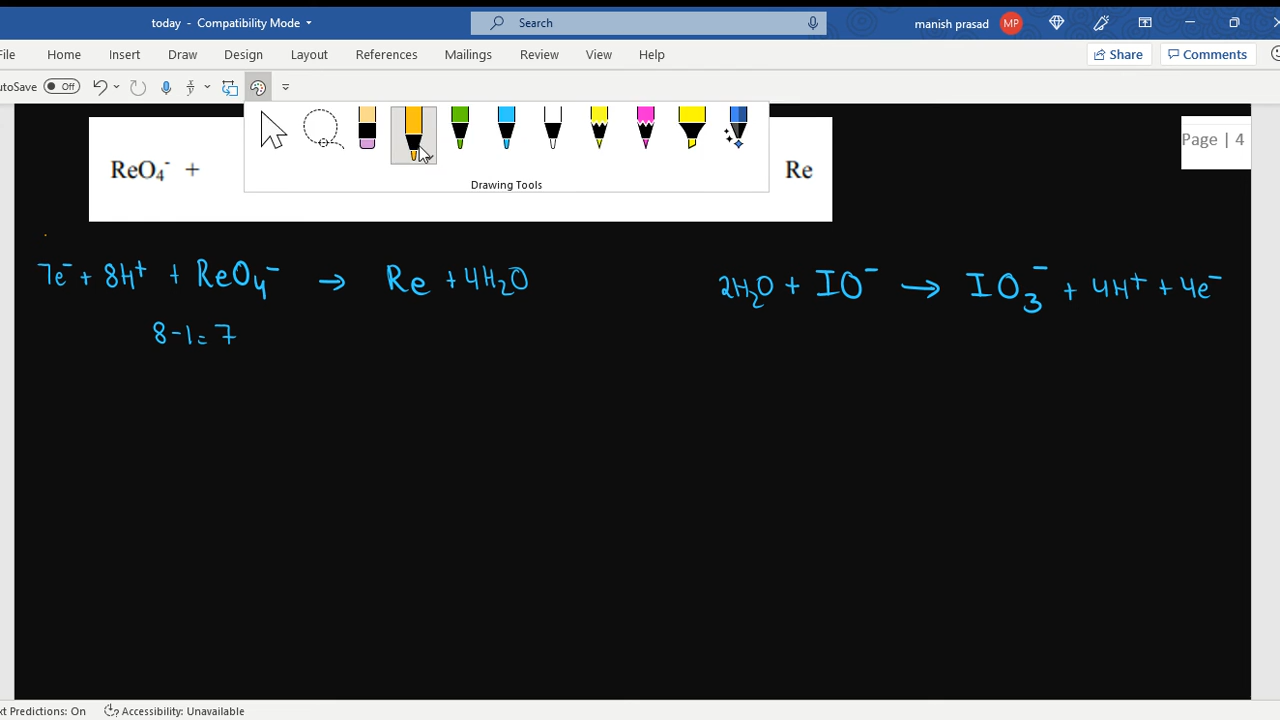 today - Compatibility Mode Search manish prasad MP
File Home Insert Draw Design Layout References Mailings Review View Help Share Comments
AutoSave Off
Page | 4
ReO₄⁻ + Re
Drawing Tools
7e⁻ + 8H⁺ + ReO₄⁻ → Re + 4H₂O 2H₂O + IO⁻ → IO₃⁻ + 4H⁺ + 4e⁻
8-1=7
xt Predictions: On Accessibility: Unavailable